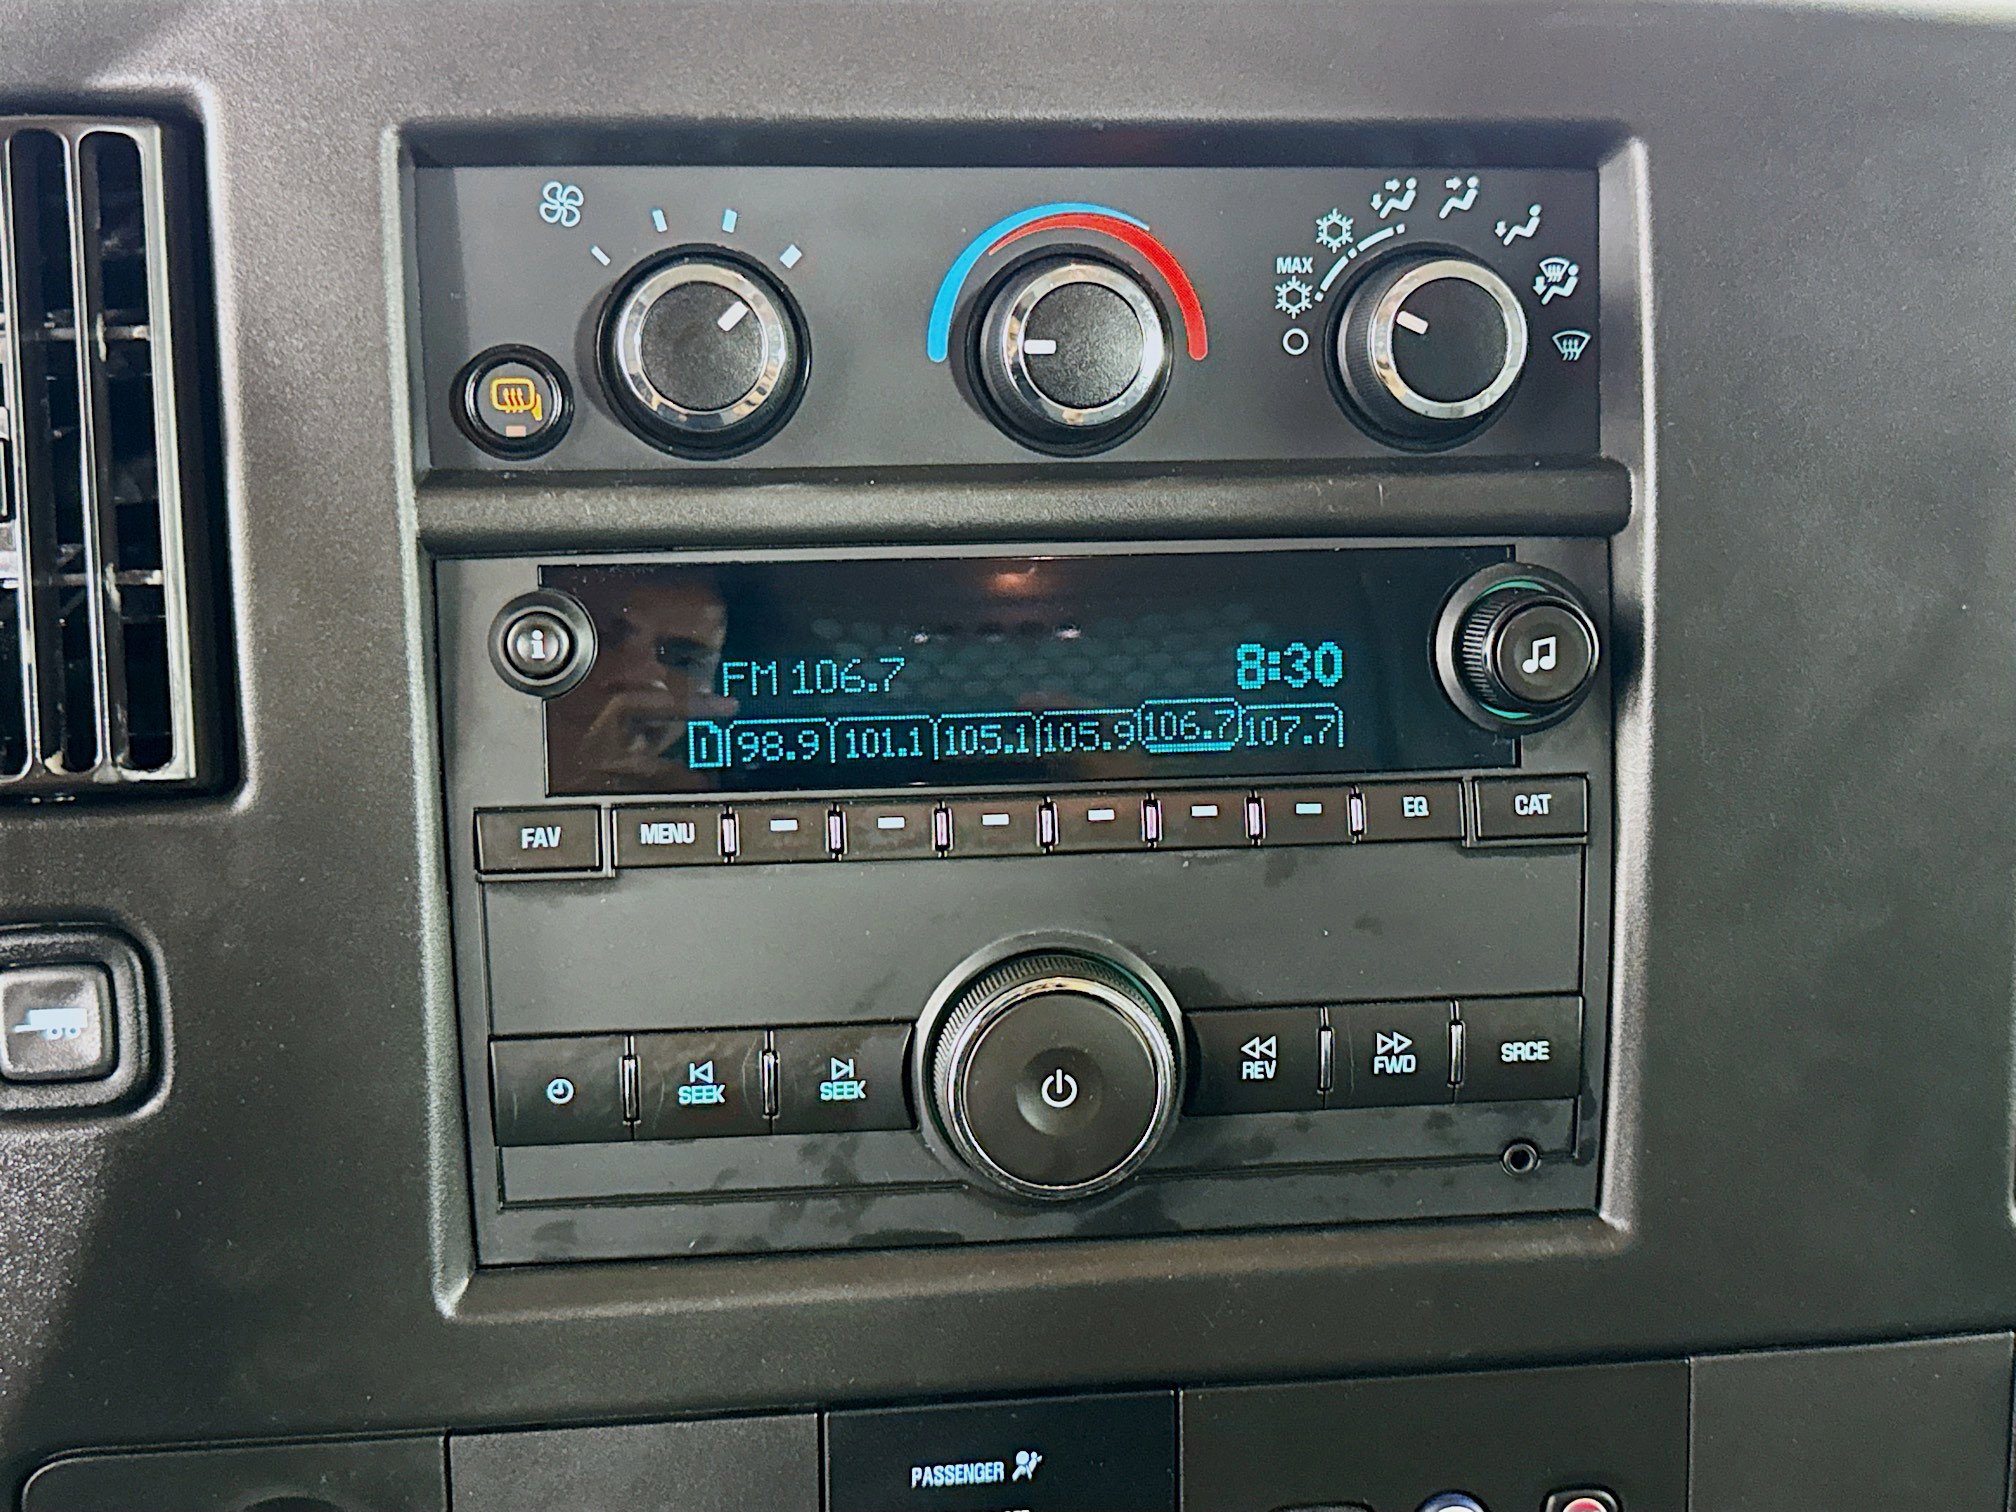 MAX
FM 106.7 8:30
1 98.9 101.1 105.1 105.9 106.7 107.7
FAV MENU EQ CAT
SEEK SEEK REV FWD SRCE
PASSENGER